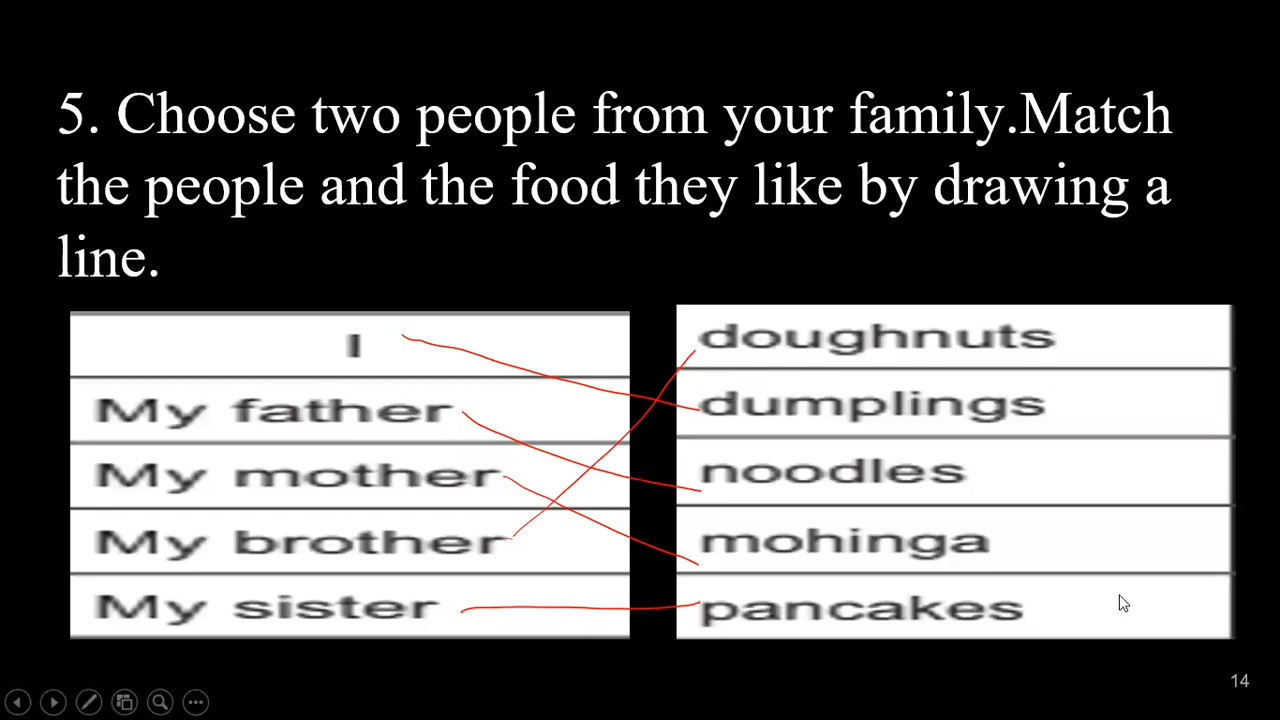 5. Choose two people from your family.Match
the people and the food they like by drawing a
line.
I
My father
My mother
My brother
My sister
doughnuts
dumplings
noodles
mohinga
pancakes
14